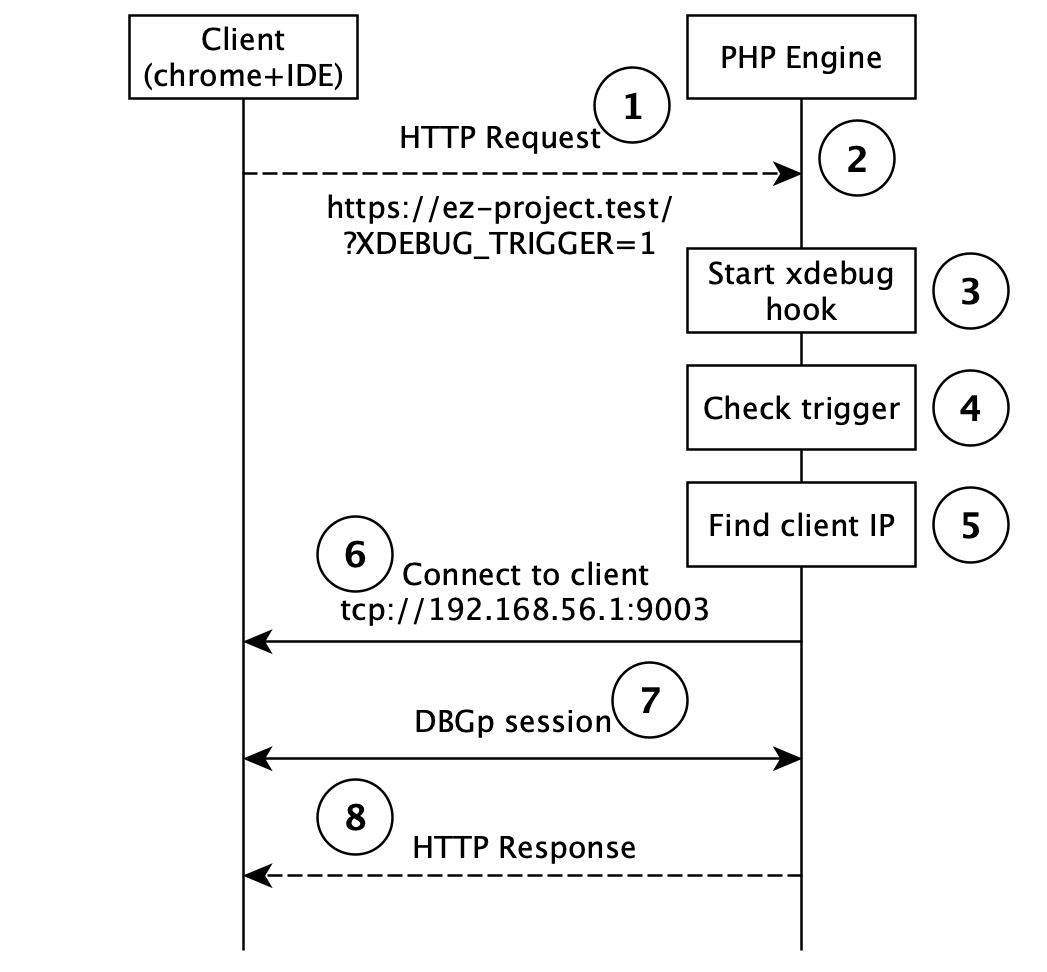 Client
(chrome+IDE)
PHP Engine
1
HTTP Request
2
https://ez-project.test/
?XDEBUG_TRIGGER=1
Start xdebug
hook
3
Check trigger
4
Find client IP
5
6
Connect to client
tcp://192.168.56.1:9003
7
DBGp session
8
HTTP Response